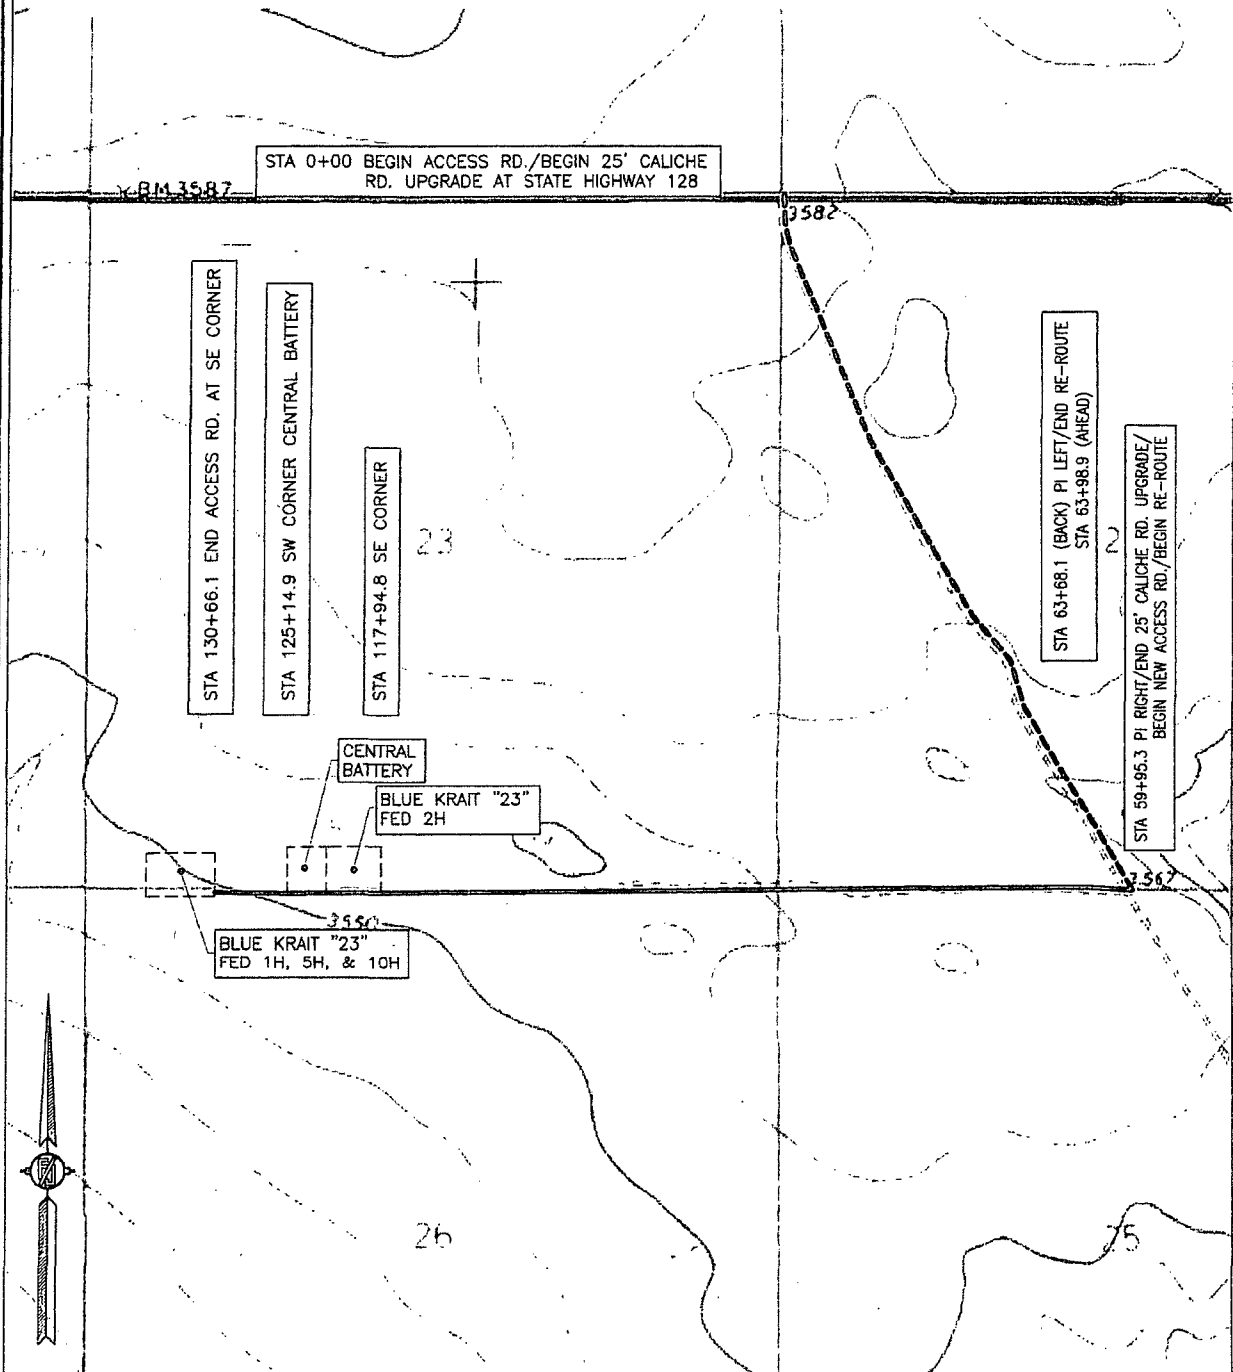 STA 0+00 BEGIN ACCESS RD./BEGIN 25' CALICHE
RD. UPGRADE AT STATE HIGHWAY 128
BM 3587
3582
STA 130+66.1 END ACCESS RD. AT SE CORNER
STA 125+14.9 SW CORNER CENTRAL BATTERY
STA 117+94.8 SE CORNER
23
STA 63+68.1 (BACK) PI LEFT/END RE-ROUTE
STA 63+98.9 (AHEAD)
2
STA 59+95.3 PI RIGHT/END 25' CALICHE RD. UPGRADE/
BEGIN NEW ACCESS RD./BEGIN RE-ROUTE
CENTRAL
BATTERY
BLUE KRAIT "23"
FED 2H
3567
3550
BLUE KRAIT "23"
FED 1H, 5H, & 10H
26
25